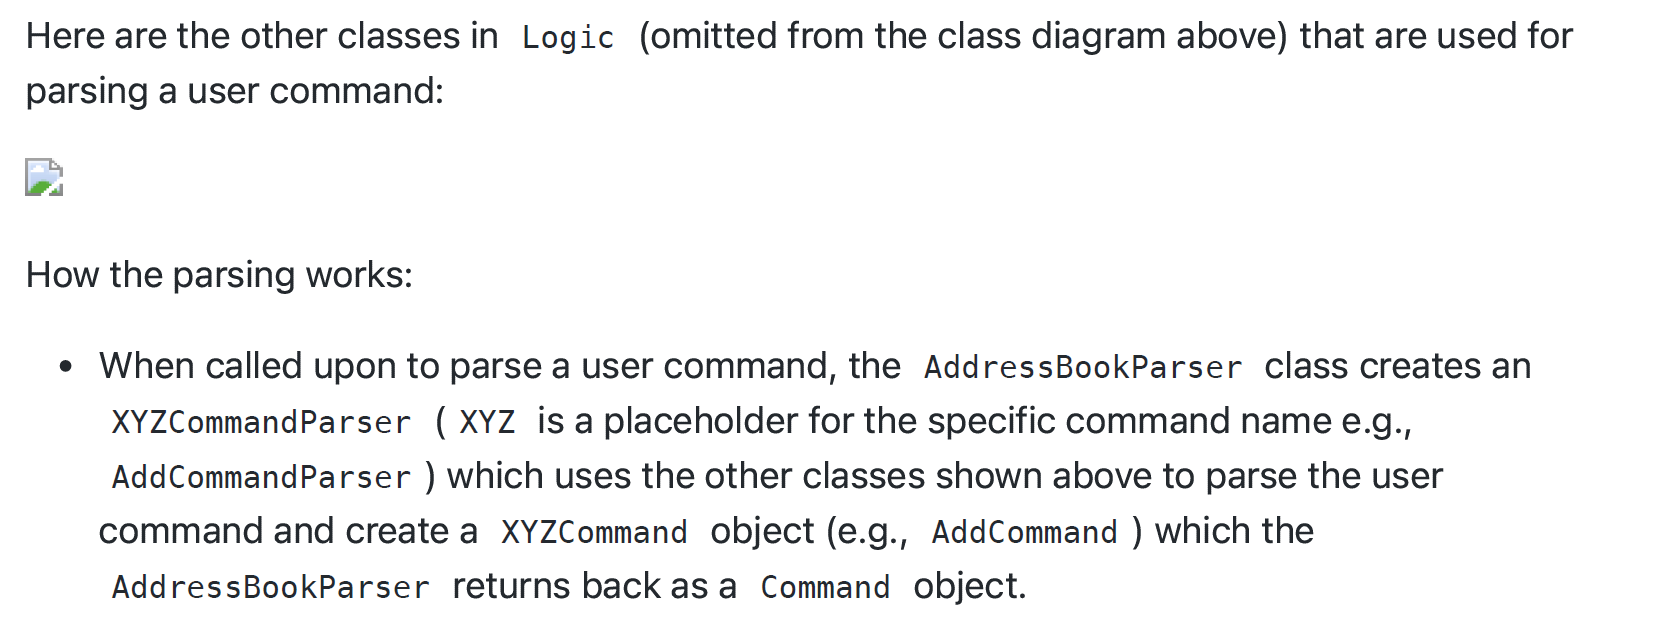 Here are the other classes in Logic (omitted from the class diagram above) that are used for
parsing a user command:
How the parsing works:
• When called upon to parse a user command, the AddressBookParser class creates an
XYZCommandParser ( XYZ is a placeholder for the specific command name e.g.,
AddCommandParser ) which uses the other classes shown above to parse the user
command and create a XYZCommand object (e.g., AddCommand ) which the
AddressBookParser returns back as a Command object.